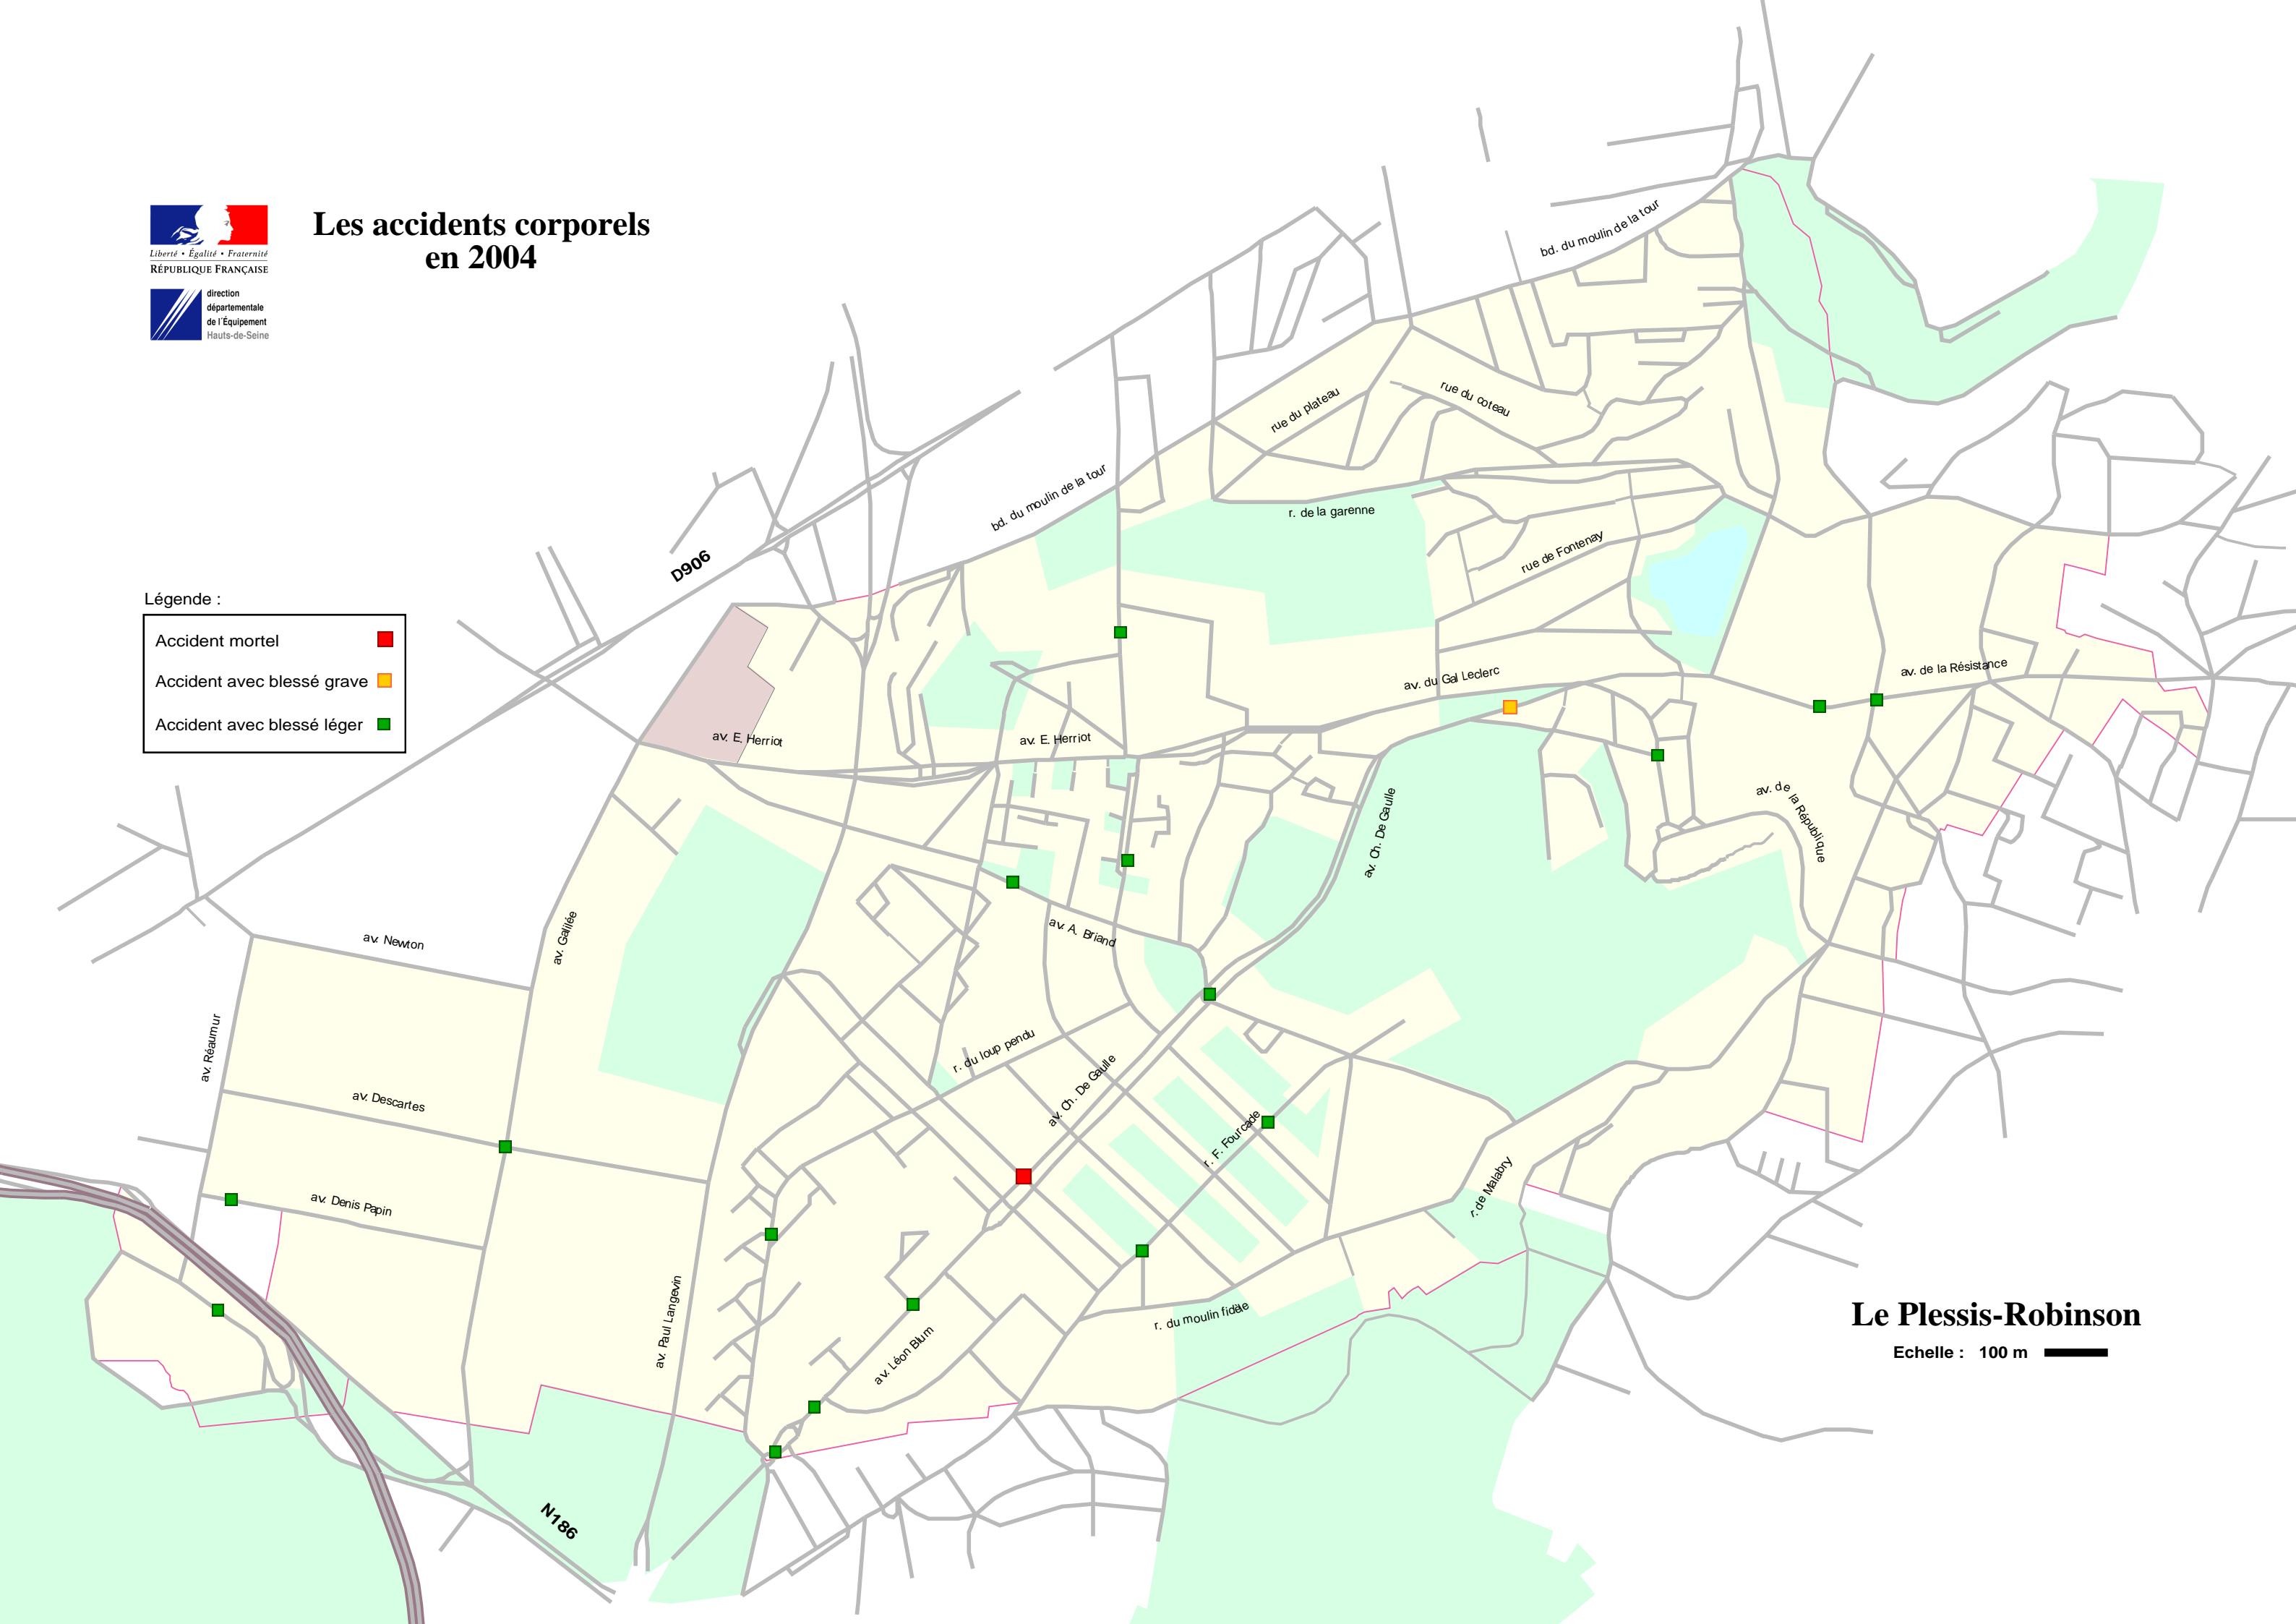 Les accidents corporels
en 2004
Liberté • Égalité • Fraternité
RÉPUBLIQUE FRANÇAISE
direction
départementale
de l'Équipement
Hauts-de-Seine
Légende :
Accident mortel
Accident avec blessé grave
Accident avec blessé léger
bd. du moulin de la tour
rue du plateau
rue du coteau
bd. du moulin de la tour
r. de la garenne
rue de Fontenay
D906
av. de la Résistance
av. du Gal Leclerc
av. E. Herriot
av. E. Herriot
av. de la République
av. Ch. De Gaulle
av. Galilée
av. Newton
av. A. Briand
av. Réaumur
r. du loup pendu
av. Ch. De Gaulle
av. Descartes
r. F. Fourcade
r. de Malabry
av. Denis Papin
av. Paul Langevin
r. du moulin fidèle
av. Léon Blum
Le Plessis-Robinson
Echelle : 100 m
N186